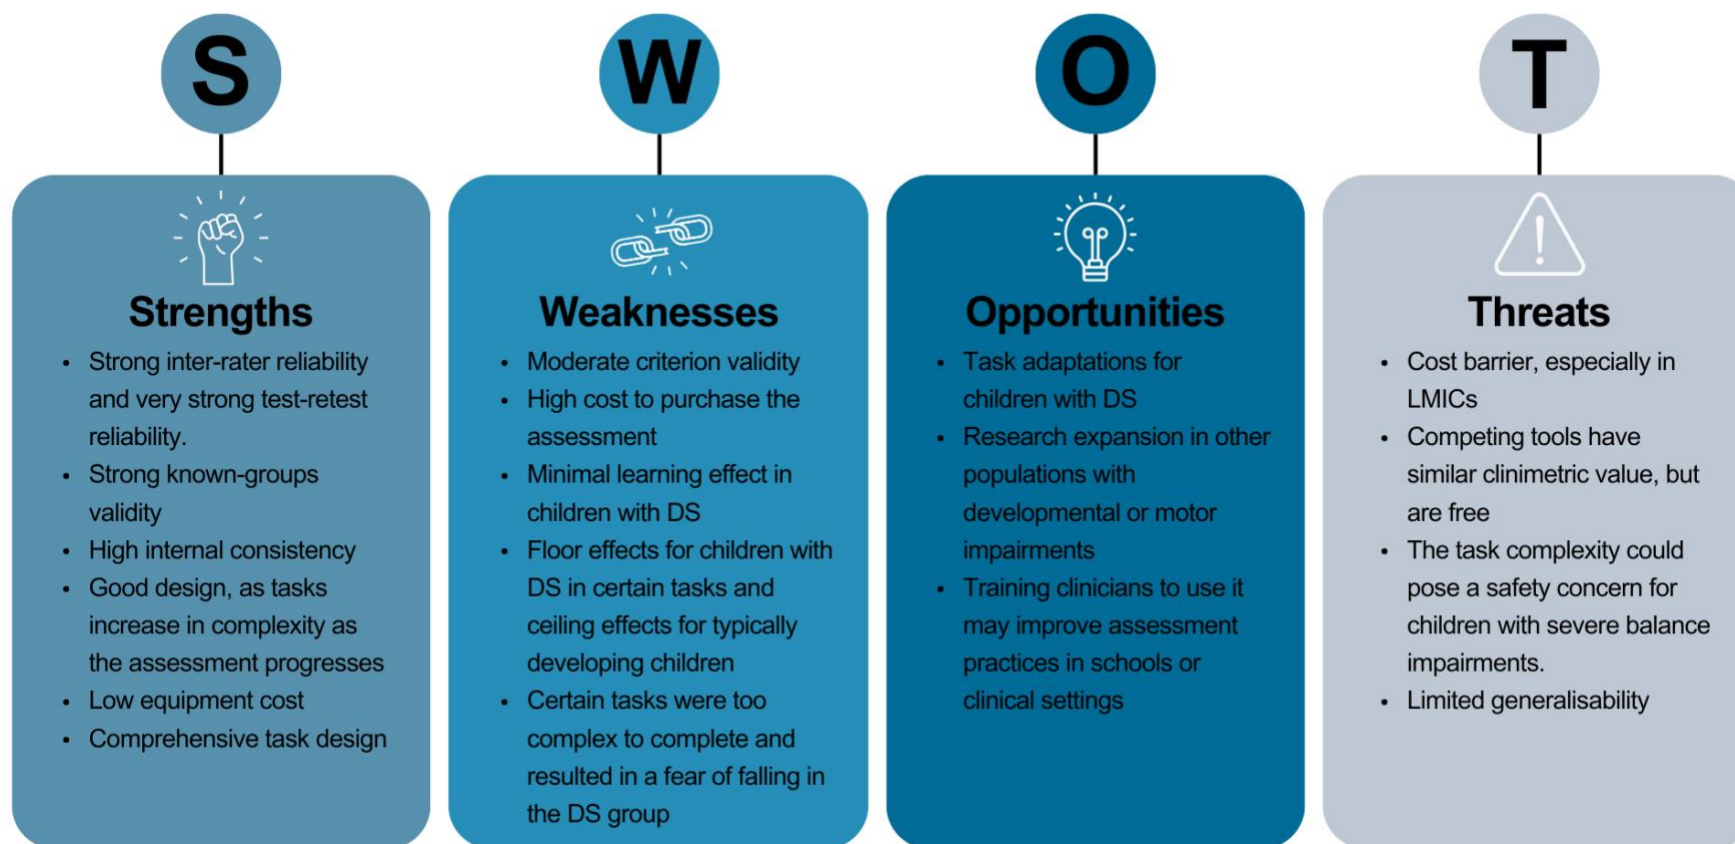 S
Strengths
• Strong inter-rater reliability
and very strong test-retest
reliability.
• Strong known-groups
validity
• High internal consistency
• Good design, as tasks
increase in complexity as
the assessment progresses
• Low equipment cost
• Comprehensive task design
W
Weaknesses
• Moderate criterion validity
• High cost to purchase the
assessment
• Minimal learning effect in
children with DS
• Floor effects for children with
DS in certain tasks and
ceiling effects for typically
developing children
• Certain tasks were too
complex to complete and
resulted in a fear of falling in
the DS group
O
Opportunities
• Task adaptations for
children with DS
• Research expansion in other
populations with
developmental or motor
impairments
• Training clinicians to use it
may improve assessment
practices in schools or
clinical settings
T
Threats
• Cost barrier, especially in
LMICs
• Competing tools have
similar clinimetric value, but
are free
• The task complexity could
pose a safety concern for
children with severe balance
impairments.
• Limited generalisability